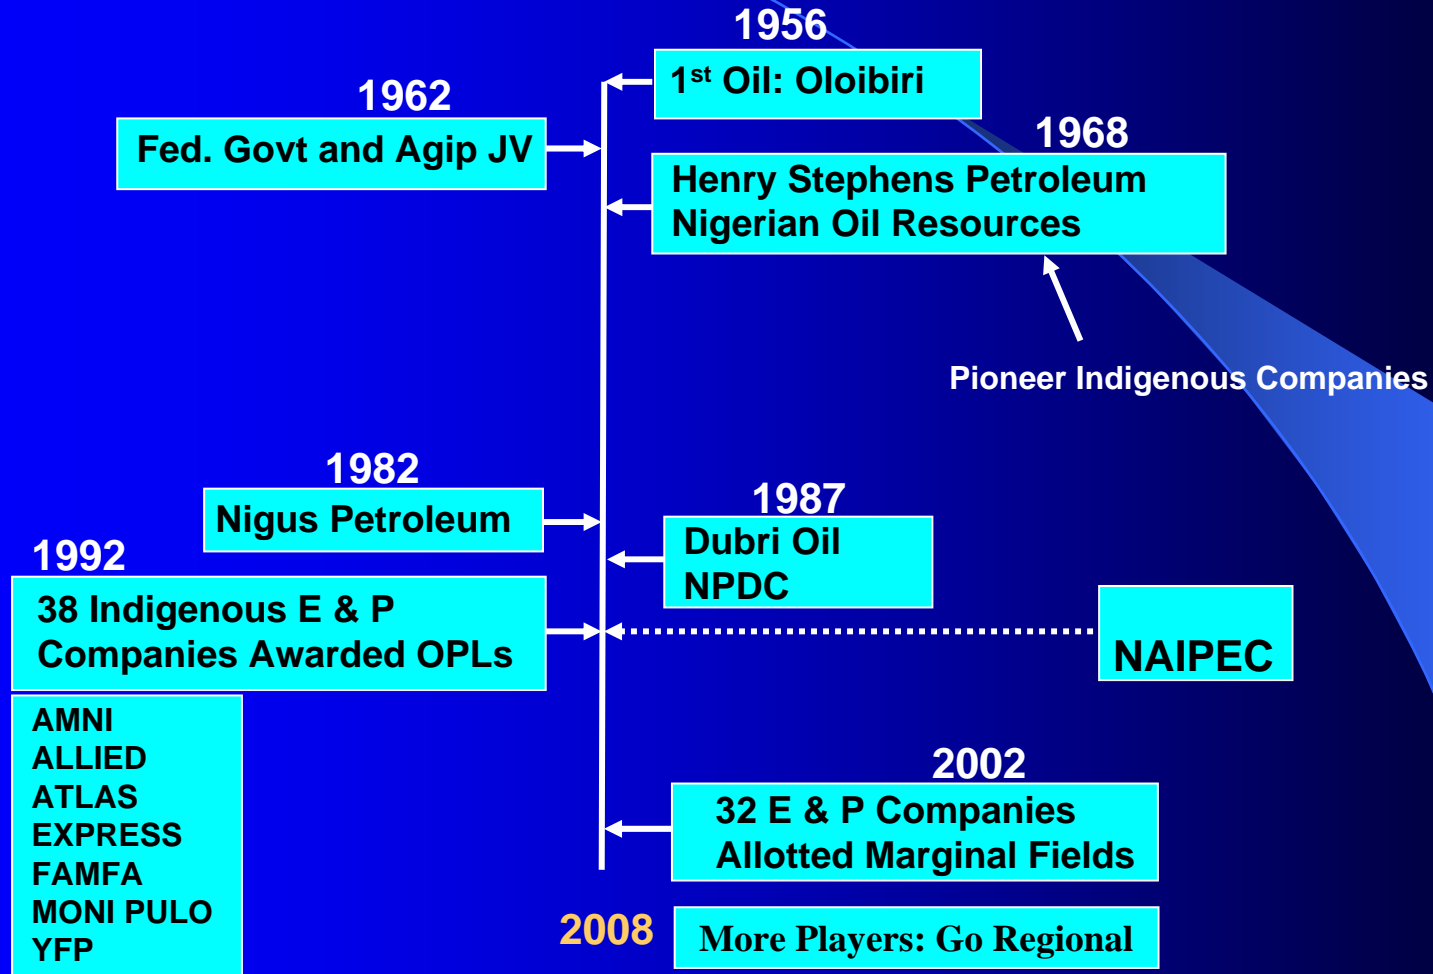 1956
1st Oil: Oloibiri
1962
Fed. Govt and Agip JV
1968
Henry Stephens Petroleum
Nigerian Oil Resources
Pioneer Indigenous Companies
1982
Nigus Petroleum
1987
Dubri Oil
NPDC
1992
38 Indigenous E & P
Companies Awarded OPLs
NAIPEC
AMNI
ALLIED
ATLAS
EXPRESS
FAMFA
MONI PULO
YFP
2002
32 E & P Companies
Allotted Marginal Fields
2008
More Players: Go Regional